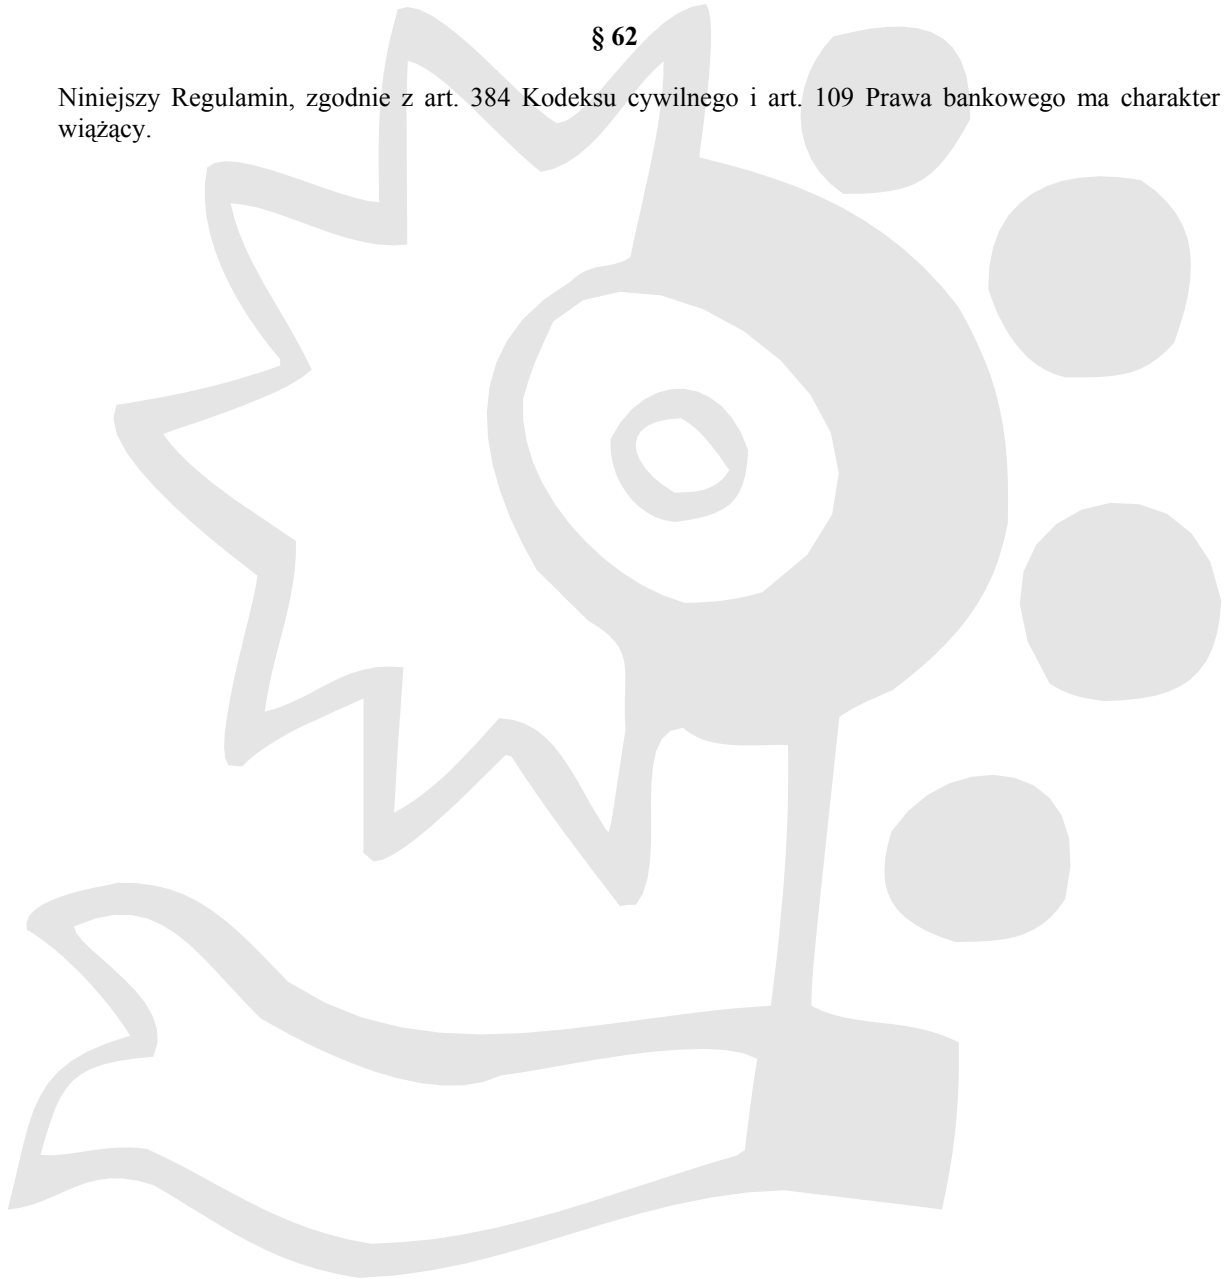 § 62
Niniejszy Regulamin, zgodnie z art. 384 Kodeksu cywilnego i art. 109 Prawa bankowego ma charakter
wiążący.